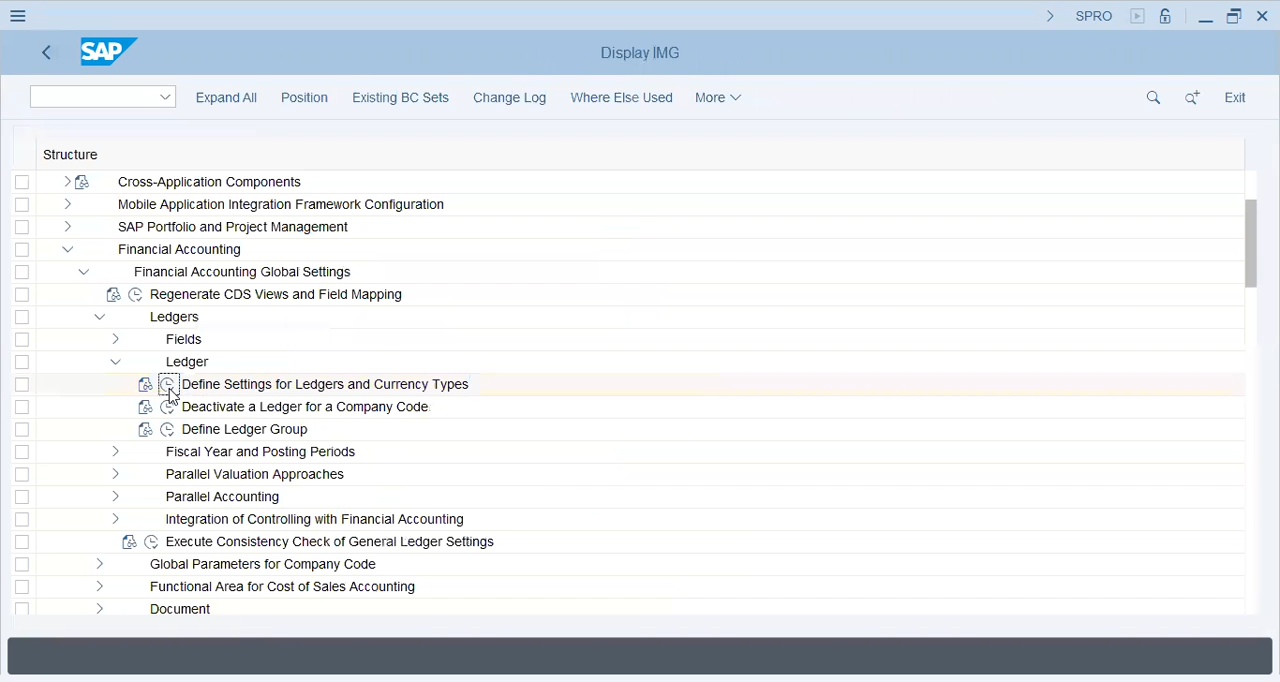 SPRO
SAP
Display IMG
Expand All
Position
Existing BC Sets
Change Log
Where Else Used
More
Exit
Structure
Cross-Application Components
Mobile Application Integration Framework Configuration
SAP Portfolio and Project Management
Financial Accounting
Financial Accounting Global Settings
Regenerate CDS Views and Field Mapping
Ledgers
Fields
Ledger
Define Settings for Ledgers and Currency Types
Deactivate a Ledger for a Company Code
Define Ledger Group
Fiscal Year and Posting Periods
Parallel Valuation Approaches
Parallel Accounting
Integration of Controlling with Financial Accounting
Execute Consistency Check of General Ledger Settings
Global Parameters for Company Code
Functional Area for Cost of Sales Accounting
Document